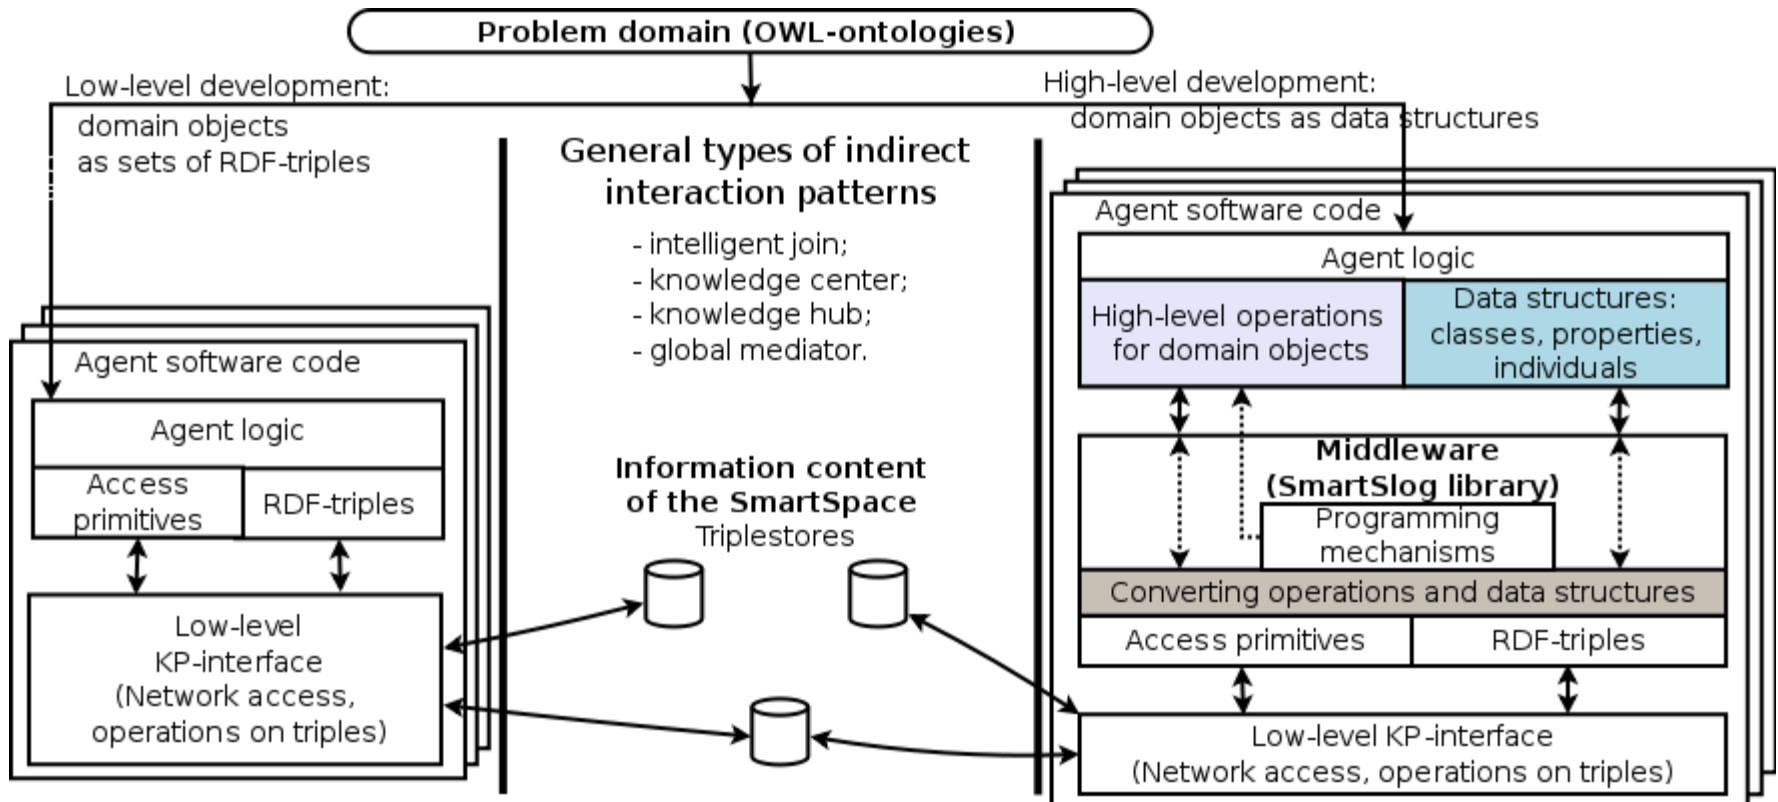 Problem domain (OWL-ontologies)
Low-level development:
domain objects
as sets of RDF-triples
High-level development:
domain objects as data structures
General types of indirect
interaction patterns
- intelligent join;
- knowledge center;
- knowledge hub;
- global mediator.
Information content
of the SmartSpace
Triplestores
Agent software code
Agent logic
Access
primitives
RDF-triples
Low-level
KP-interface
(Network access,
operations on triples)
Agent software code
Agent logic
High-level operations
for domain objects
Data structures:
classes, properties,
individuals
Middleware
(SmartSlog library)
Programming
mechanisms
Converting operations and data structures
Access primitives
RDF-triples
Low-level KP-interface
(Network access, operations on triples)